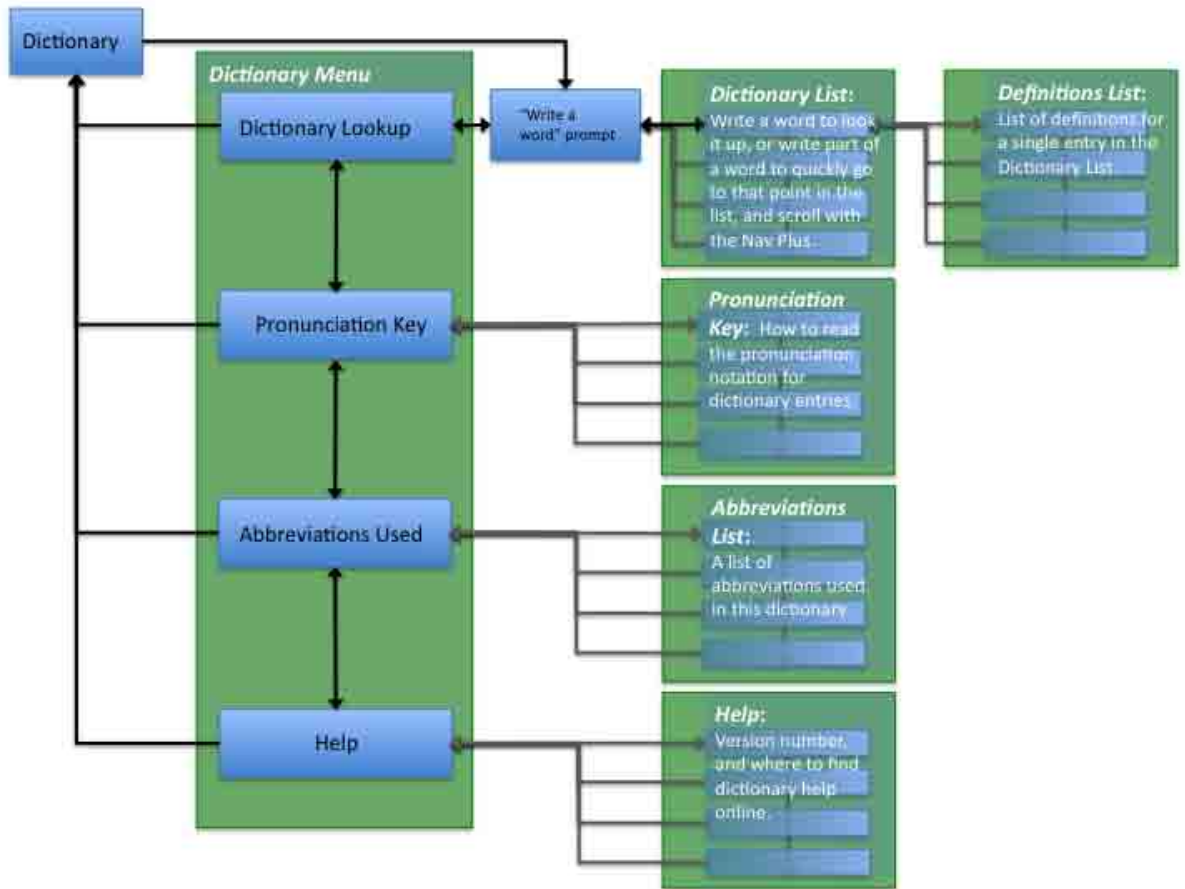 Dictionary
Dictionary Menu
Dictionary Lookup
"Write a
word" prompt
Dictionary List:
Write a word to look
it up, or write part of
a word to quickly go
to that point in the
list, and scroll with
the Nav Plus.
Definitions List:
List of definitions for
a single entry in the
Dictionary List
Pronunciation Key
Pronunciation
Key: How to read
the pronunciation
notation for
dictionary entries
Abbreviations Used
Abbreviations
List:
A list of
abbreviations used
in this dictionary
Help
Help:
Version number,
and where to find
dictionary help
online.